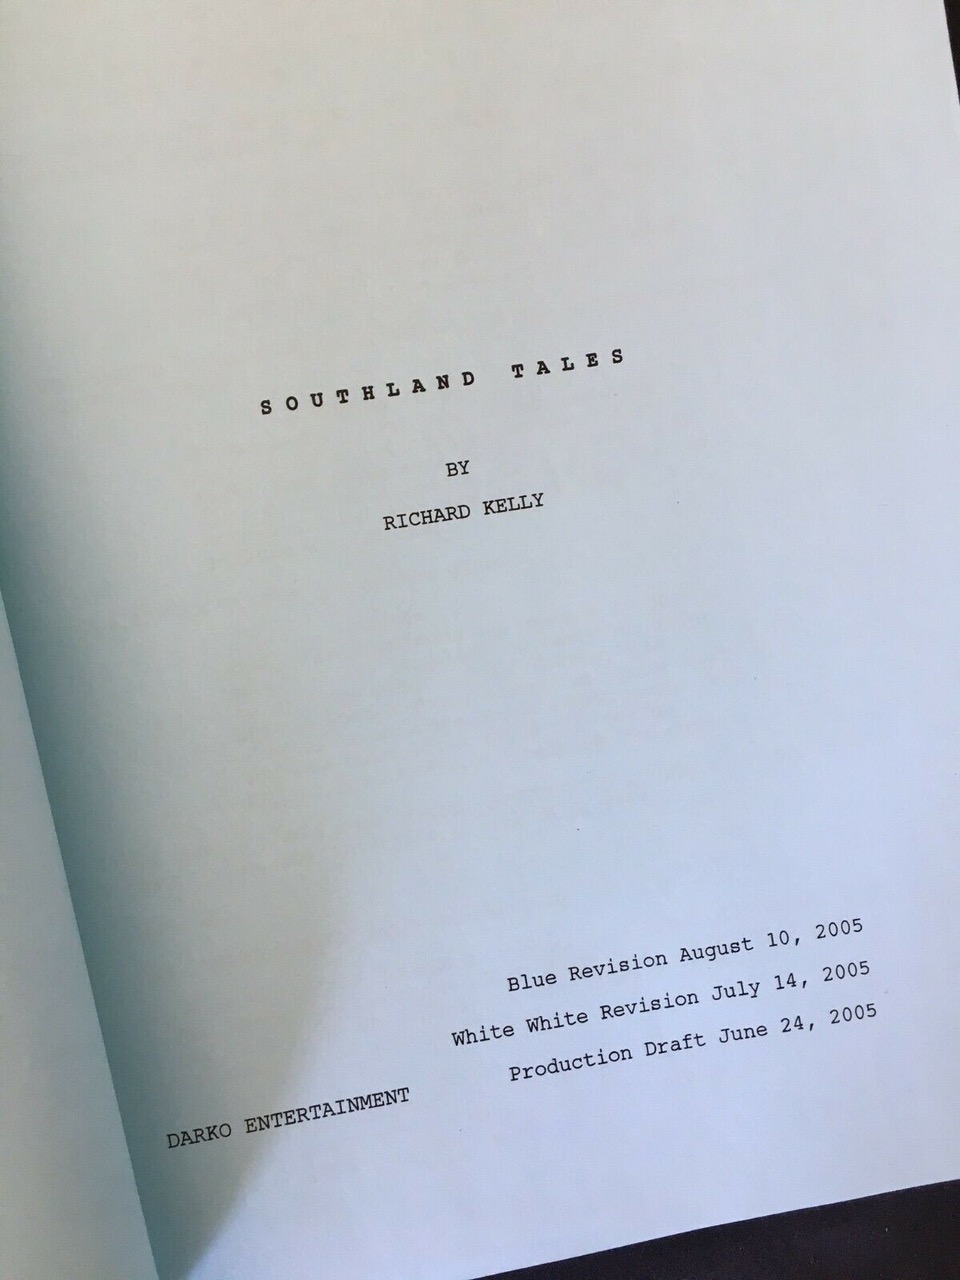 SOUTHLAND TALES
BY
RICHARD KELLY
Blue Revision August 10, 2005
White White Revision July 14, 2005
Production Draft June 24, 2005
DARKO ENTERTAINMENT